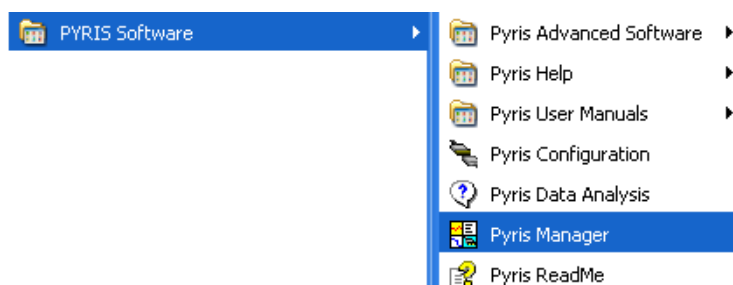 PYRIS Software
Pyris Advanced Software
Pyris Help
Pyris User Manuals
Pyris Configuration
Pyris Data Analysis
Pyris Manager
Pyris ReadMe